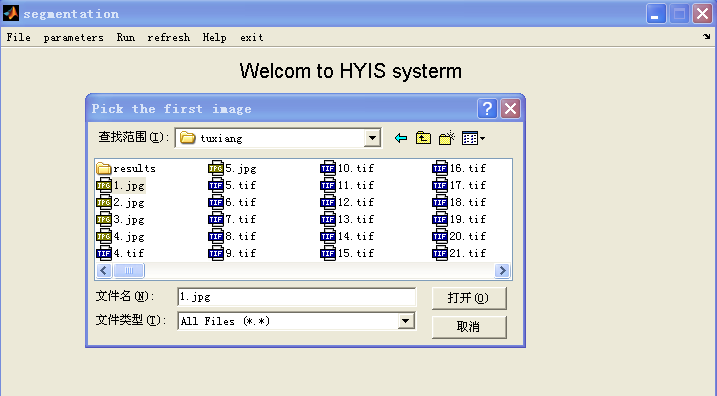 segmentation
File parameters Run refresh Help exit
Welcom to HYIS systerm
Pick the first image
查找范围(I): tuxiang
results 5.jpg 10.tif 16.tif
1.jpg 5.tif 11.tif 17.tif
2.jpg 6.tif 12.tif 18.tif
3.jpg 7.tif 13.tif 19.tif
4.jpg 8.tif 14.tif 20.tif
4.tif 9.tif 15.tif 21.tif
文件名(N): 1.jpg 打开(O)
文件类型(T): All Files (*.*) 取消